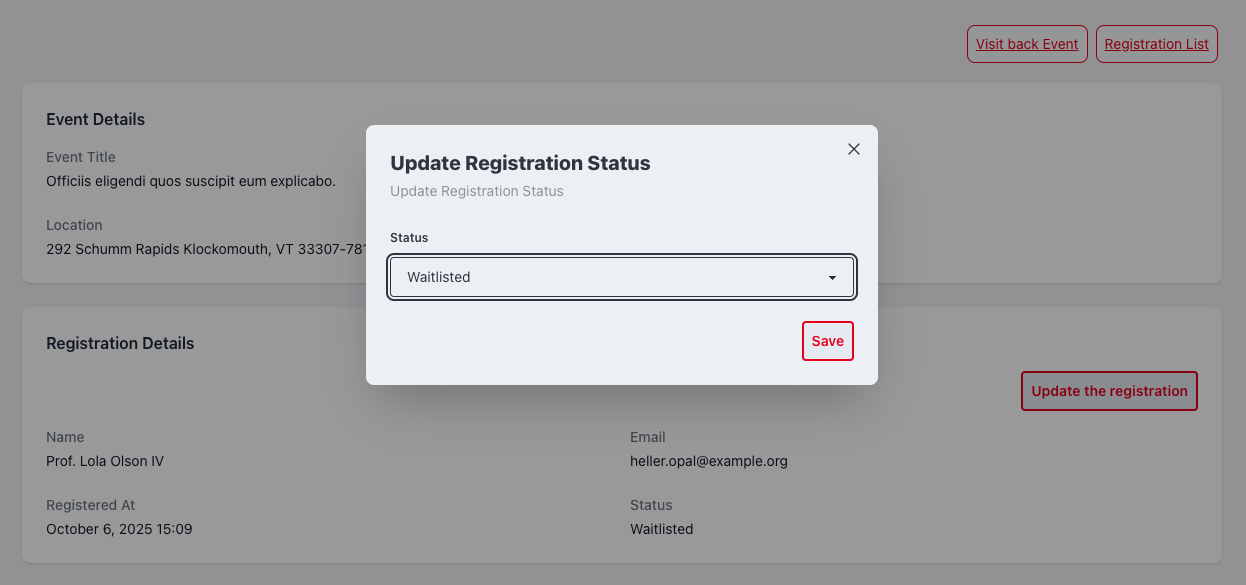 Visit back Event
Registration List
Event Details
Event Title
Officiis eligendi quos suscipit eum explicabo.
Location
292 Schumm Rapids Klockomouth, VT 33307-781
Update Registration Status
Update Registration Status
Status
Waitlisted
Save
Registration Details
Update the registration
Name
Prof. Lola Olson IV
Email
heller.opal@example.org
Registered At
October 6, 2025 15:09
Status
Waitlisted